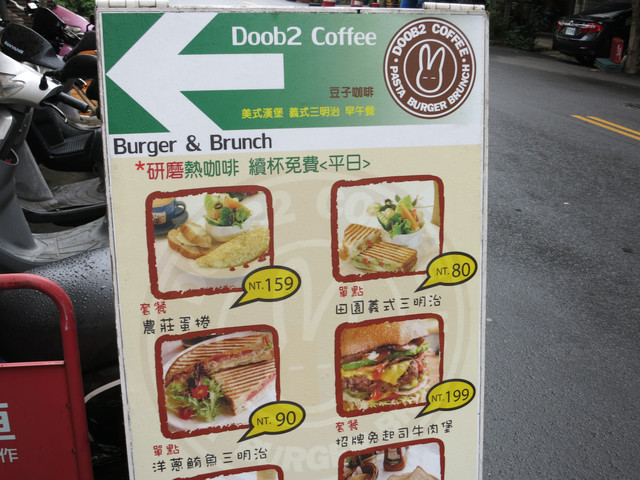 Doob2 Coffee
豆子咖啡
美式漢堡 義式三明治 早午餐
DOOB2 COFFEE
PASTA BURGER BRUNCH
Burger & Brunch
*研磨熱咖啡 續杯免費<平日>
NT.159
套餐
農莊蛋捲
NT.80
單點
田園義式三明治
NT.90
單點
洋蔥鮪魚三明治
NT.199
套餐
招牌兔起司牛肉堡
作